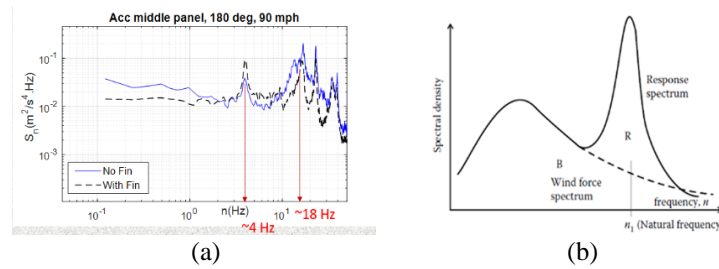 Acc middle panel, 180 deg, 90 mph
S_n(m²/s⁴.Hz)
10⁻¹
10⁻²
10⁻³
No Fin
With Fin
10⁻¹
10⁰
n(Hz)
10¹
~4 Hz
~18 Hz
(a)
Spectral density
Response
spectrum
R
B
Wind force
spectrum
frequency, n
n₁ (Natural frequency
(b)